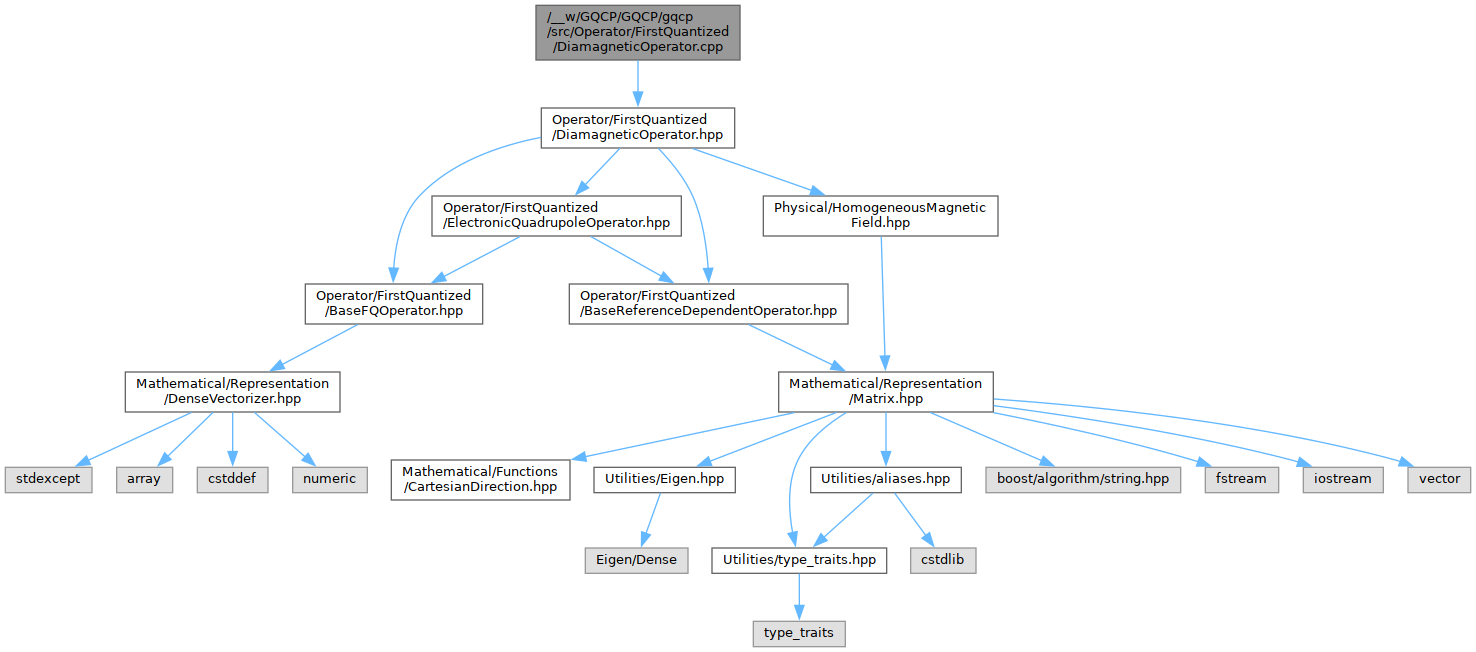 /__w/GQCP/GQCP/gqcp
/src/Operator/FirstQuantized
/DiamagneticOperator.cpp
Operator/FirstQuantized
/DiamagneticOperator.hpp
Operator/FirstQuantized
/ElectronicQuadrupoleOperator.hpp
Physical/HomogeneousMagnetic
Field.hpp
Operator/FirstQuantized
/BaseFQOperator.hpp
Operator/FirstQuantized
/BaseReferenceDependentOperator.hpp
Mathematical/Representation
/DenseVectorizer.hpp
Mathematical/Representation
/Matrix.hpp
stdexcept
array
cstddef
numeric
Mathematical/Functions
/CartesianDirection.hpp
Utilities/Eigen.hpp
Utilities/aliases.hpp
boost/algorithm/string.hpp
fstream
iostream
vector
Eigen/Dense
Utilities/type_traits.hpp
cstdlib
type_traits